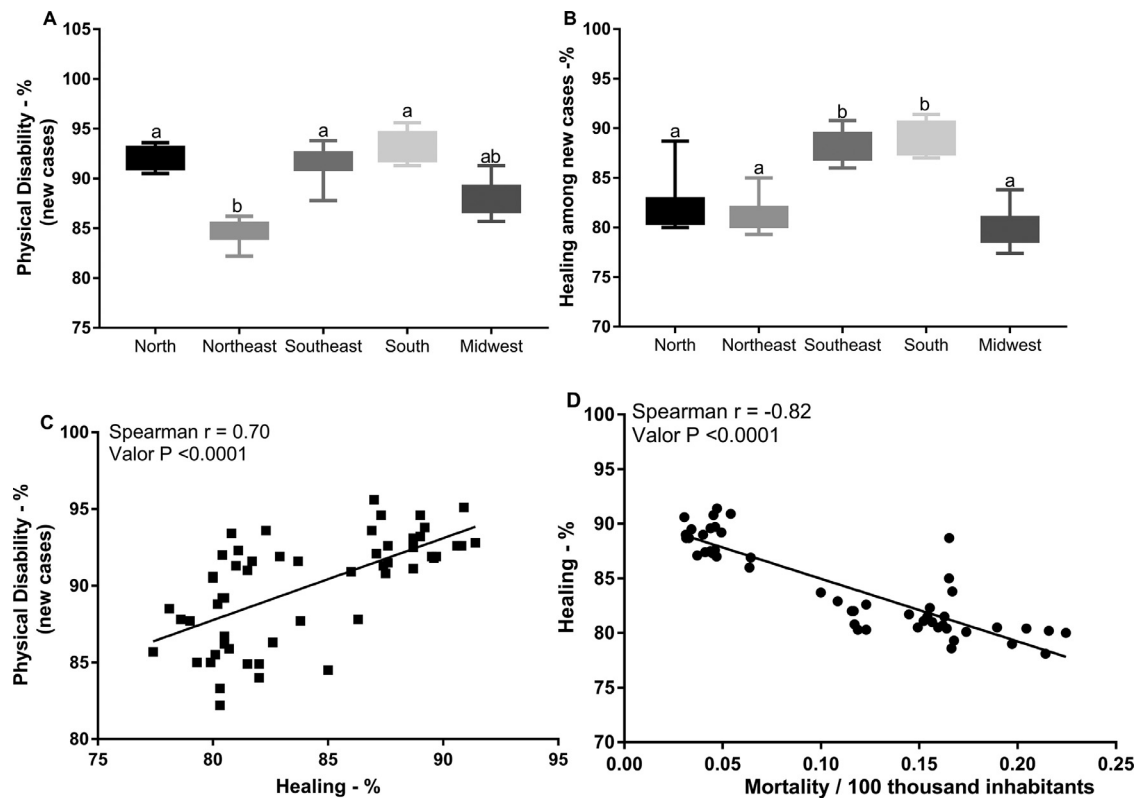 A
Physical Disability - %
(new cases)
105
100
95
90
85
80
75
a
b
a
a
ab
North
Northeast
Southeast
South
Midwest
B
Healing among new cases -%
100
95
90
85
80
75
70
a
a
b
b
a
North
Northeast
Southeast
South
Midwest
C
Spearman r = 0.70
Valor P <0.0001
Physical Disability - %
(new cases)
100
95
90
85
80
75
80
85
90
95
Healing - %
D
Spearman r = -0.82
Valor P <0.0001
Healing - %
100
95
90
85
80
75
70
0.00
0.05
0.10
0.15
0.20
0.25
Mortality / 100 thousand inhabitants